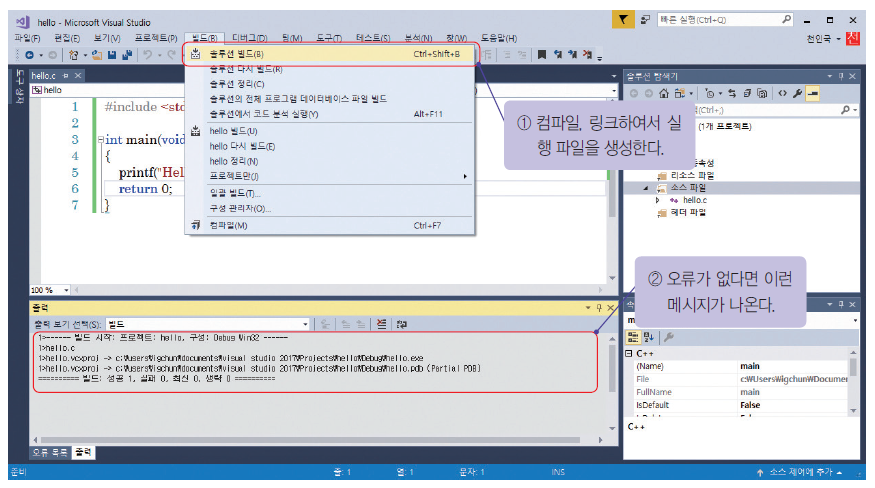 hello - Microsoft Visual Studio
빠른 실행(Ctrl+Q)
파일(F) 편집(E) 보기(V) 프로젝트(P) 빌드(B) 디버그(D) 팀(M) 도구(T) 테스트(S) 분석(N) 창(W) 도움말(H)
천인국
솔루션 빌드(B) Ctrl+Shift+B
솔루션 다시 빌드(R)
솔루션 정리(C)
솔루션의 전체 프로그램 데이터베이스 파일 빌드
솔루션에서 코드 분석 실행(Y) Alt+F11
hello 빌드(U)
hello 다시 빌드(E)
hello 정리(N)
프로젝트만(J)
일괄 빌드(T)...
구성 관리자(O)...
컴파일(M) Ctrl+F7
도구 상자
hello.c
hello
1 #include <std
2
3 int main(void
4 {
5 printf("Hel
6 return 0;
7 }
100 %
① 컴파일, 링크하여서 실
행 파일을 생성한다.
솔루션 탐색기
(Ctrl+;)
(1개 프로젝트)
종속성
리소스 파일
소스 파일
hello.c
헤더 파일
② 오류가 없다면 이런
메시지가 나온다.
출력
출력 보기 선택(S): 빌드
1>------ 빌드 시작: 프로젝트: hello, 구성: Debug Win32 ------
1>hello.c
1>hello.vcxproj -> c:₩users₩igchun₩documents₩visual studio 2017₩Projects₩hello₩Debug₩hello.exe
1>hello.vcxproj -> c:₩users₩igchun₩documents₩visual studio 2017₩Projects₩hello₩Debug₩hello.pdb (Partial PDB)
========== 빌드: 성공 1, 실패 0, 최신 0, 생략 0 ==========
오류 목록 출력
C++
(Name) main
File c:₩Users₩igchun₩Documen
FullName main
IsDefault False
C++
준비 줄: 1 열: 1 문자: 1 INS 소스 제어에 추가